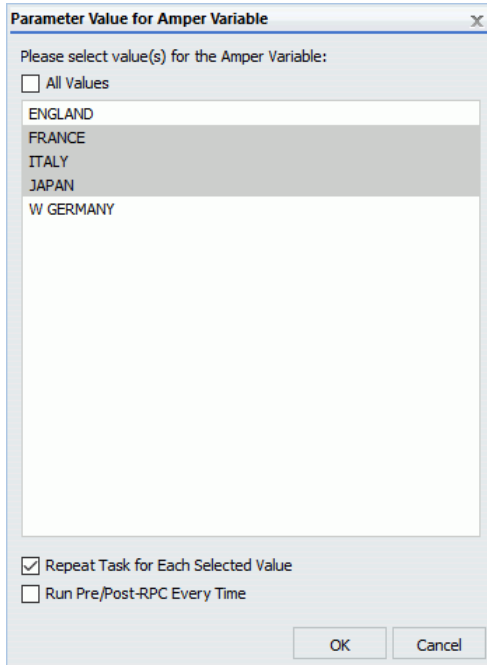 Parameter Value for Amper Variable
Please select value(s) for the Amper Variable:
All Values
ENGLAND
FRANCE
ITALY
JAPAN
W GERMANY
Repeat Task for Each Selected Value
Run Pre/Post-RPC Every Time
OK Cancel